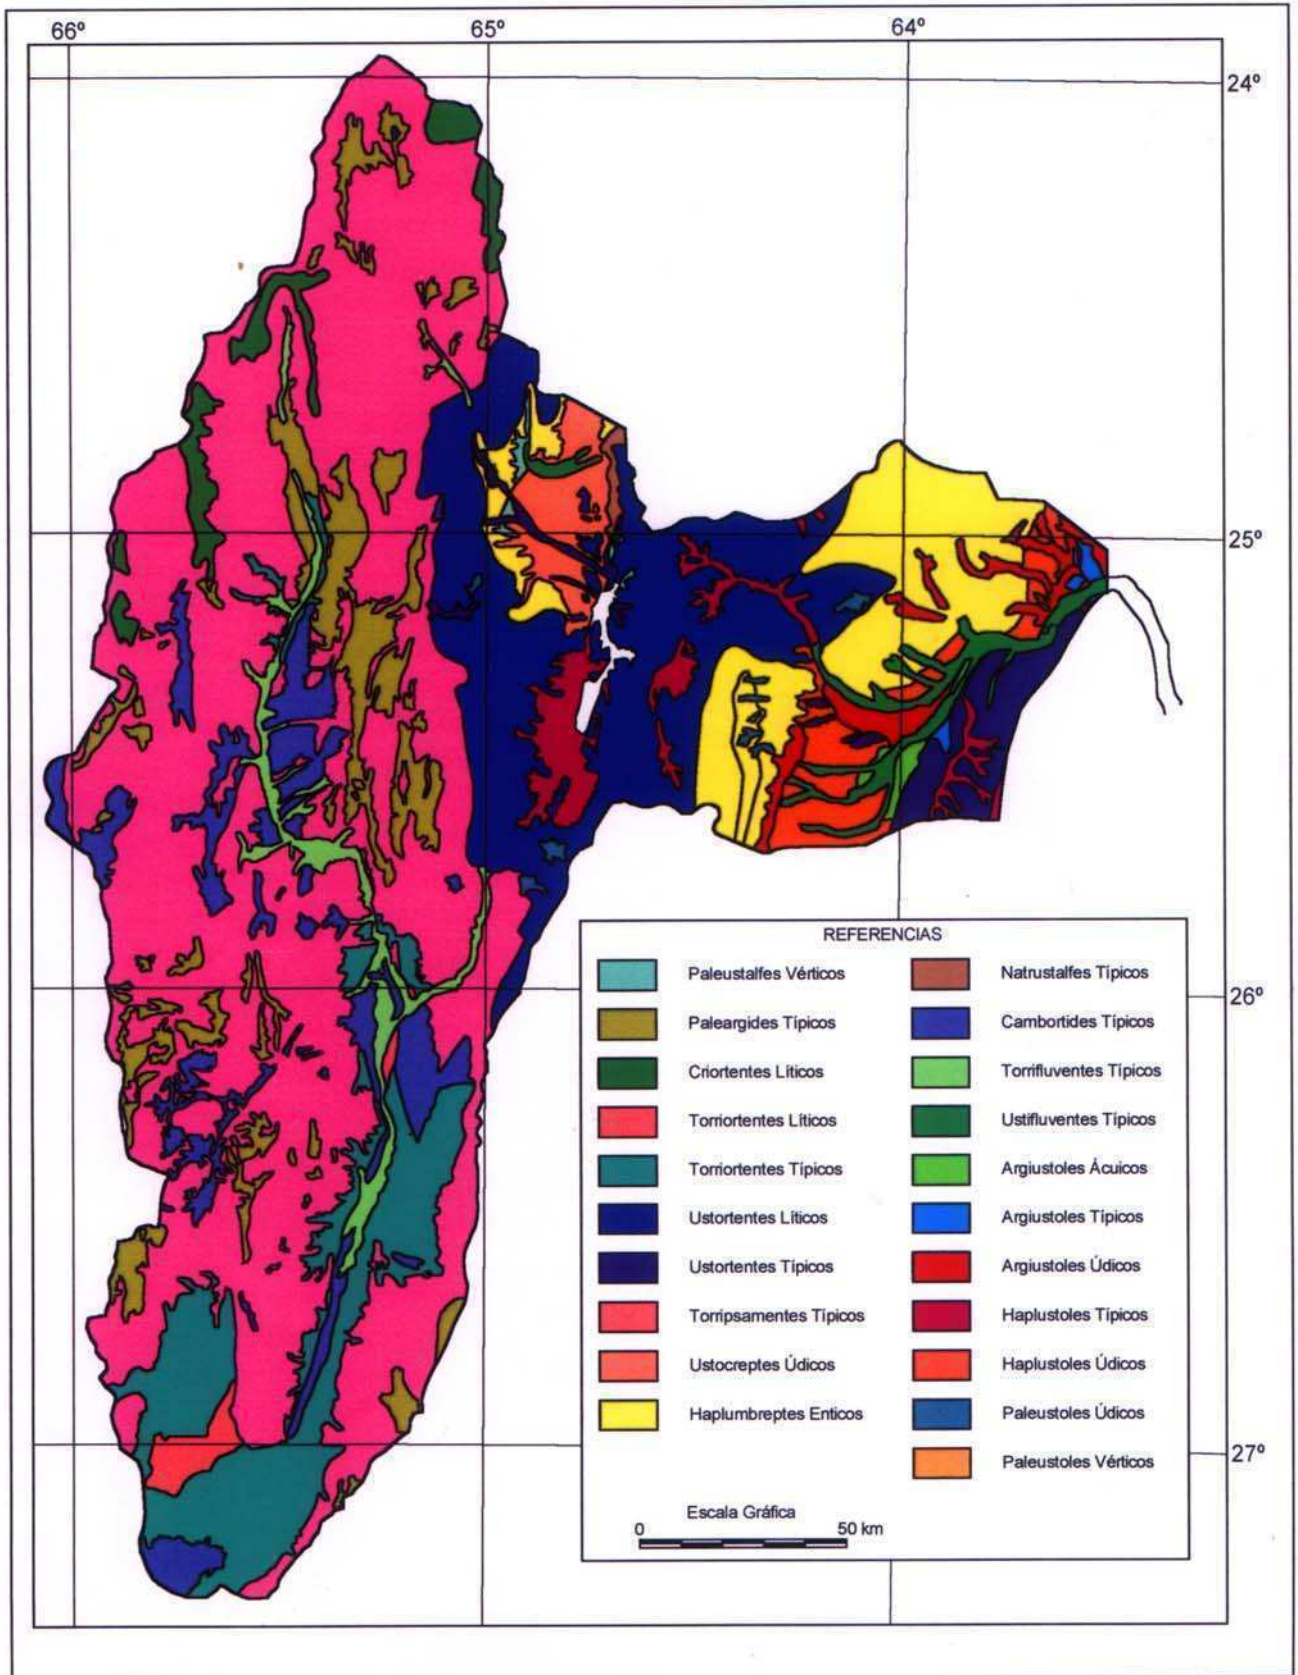 66º
65º
64º
24º
25º
26º
27º
REFERENCIAS
Paleustalfes Vérticos
Paleargides Típicos
Criortentes Líticos
Torriortentes Líticos
Torriortentes Típicos
Ustortentes Líticos
Ustortentes Típicos
Torripsamentes Típicos
Ustocreptes Údicos
Haplumbreptes Enticos
Natrustalfes Típicos
Cambortides Típicos
Torrifluventes Típicos
Ustifluventes Típicos
Argiustoles Ácuicos
Argiustoles Típicos
Argiustoles Údicos
Haplustoles Típicos
Haplustoles Údicos
Paleustoles Údicos
Paleustoles Vérticos
Escala Gráfica
0 50 km